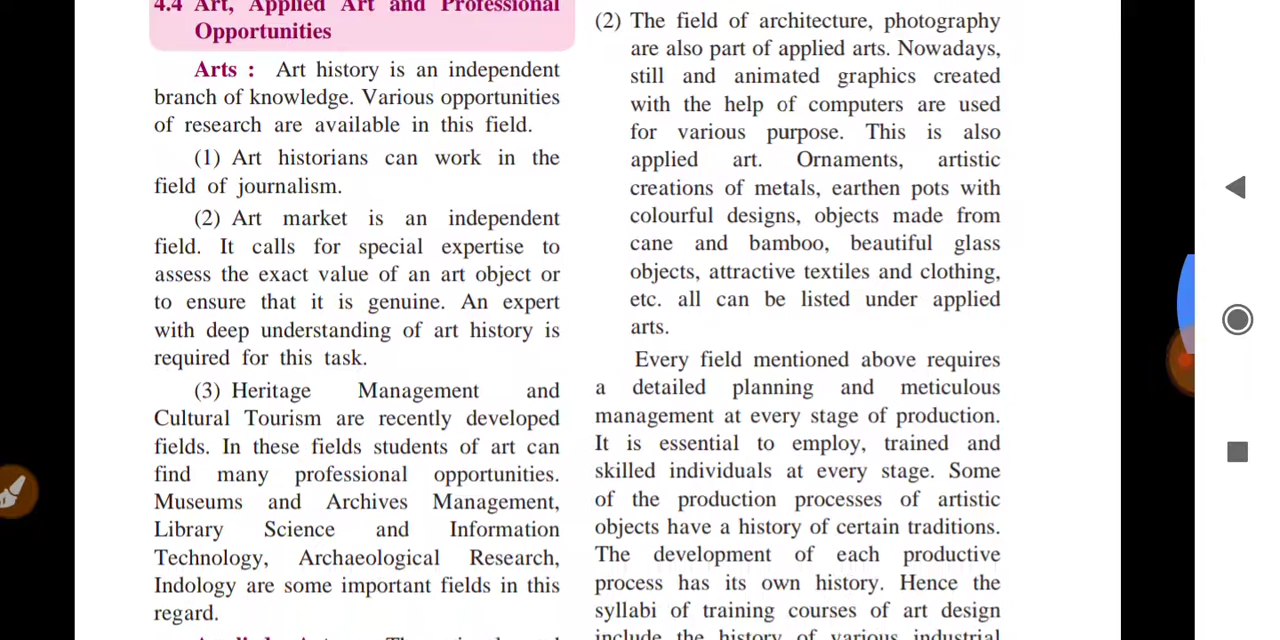 4.4 Art, Applied Art and Professional
Opportunities
Arts : Art history is an independent
branch of knowledge. Various opportunities
of research are available in this field.
(1) Art historians can work in the
field of journalism.
(2) Art market is an independent
field. It calls for special expertise to
assess the exact value of an art object or
to ensure that it is genuine. An expert
with deep understanding of art history is
required for this task.
(3) Heritage Management and
Cultural Tourism are recently developed
fields. In these fields students of art can
find many professional opportunities.
Museums and Archives Management,
Library Science and Information
Technology, Archaeological Research,
Indology are some important fields in this
regard.
(2) The field of architecture, photography
are also part of applied arts. Nowadays,
still and animated graphics created
with the help of computers are used
for various purpose. This is also
applied art. Ornaments, artistic
creations of metals, earthen pots with
colourful designs, objects made from
cane and bamboo, beautiful glass
objects, attractive textiles and clothing,
etc. all can be listed under applied
arts.
Every field mentioned above requires
a detailed planning and meticulous
management at every stage of production.
It is essential to employ, trained and
skilled individuals at every stage. Some
of the production processes of artistic
objects have a history of certain traditions.
The development of each productive
process has its own history. Hence the
syllabi of training courses of art design
include the history of various industrial